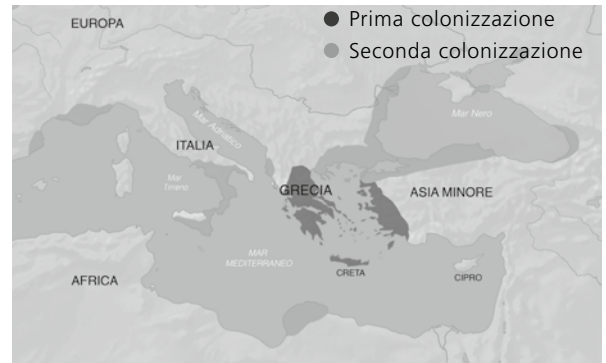 EUROPA
Prima colonizzazione
Seconda colonizzazione
Mar Nero
Mar Adriatico
ITALIA
Mar
Tirreno
GRECIA
ASIA MINORE
MAR
MEDITERRANEO
CRETA
CIPRO
AFRICA